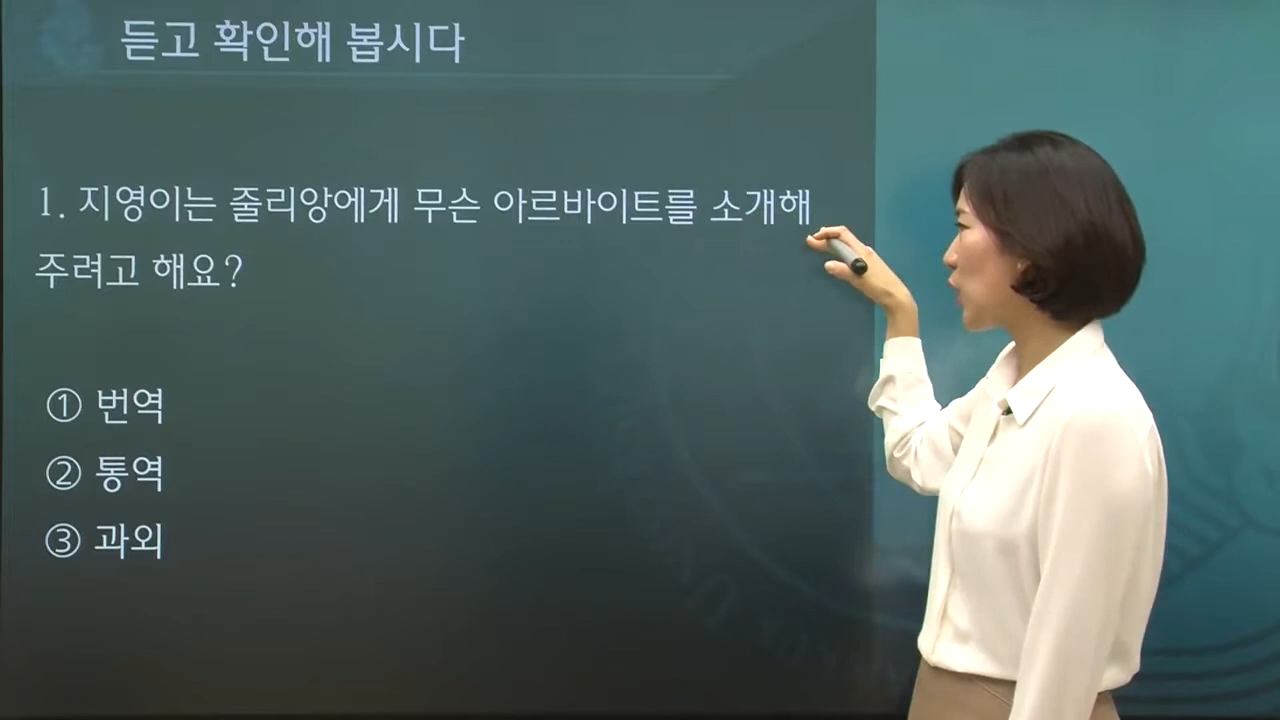 듣고 확인해 봅시다
1. 지영이는 줄리앙에게 무슨 아르바이트를 소개해
주려고 해요?
① 번역
② 통역
③ 과외